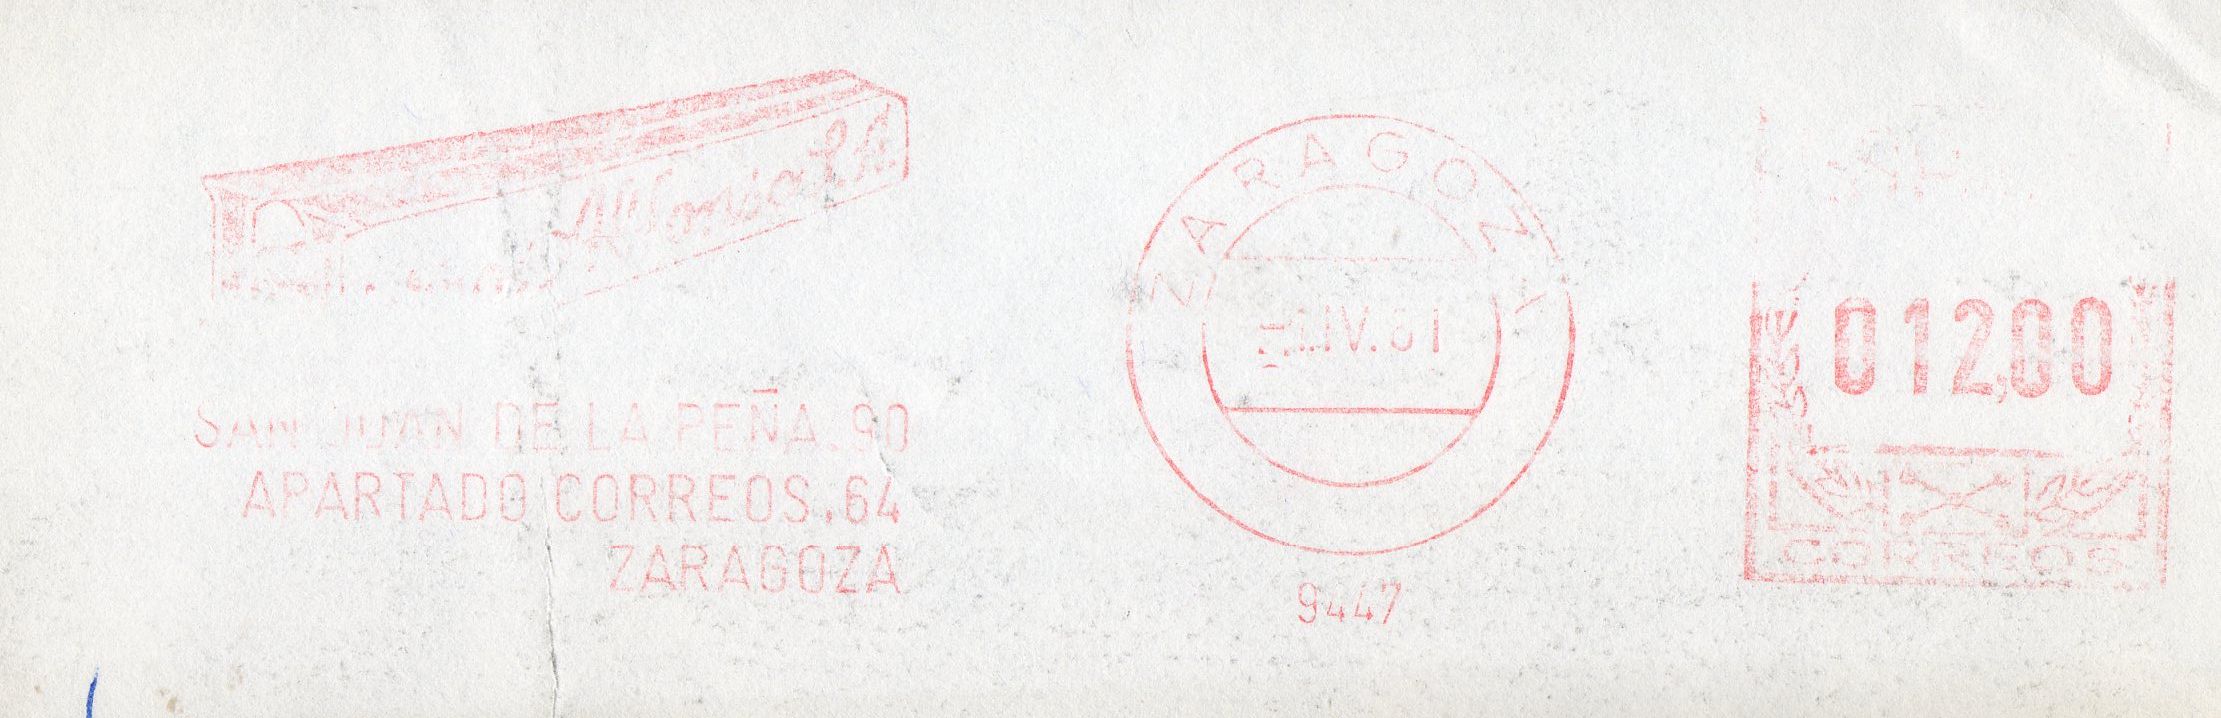 SAN JUAN DE LA PEÑA.90
APARTADO CORREOS.64
ZARAGOZA
ZARAGOZA
IV.81
9447
012,00
CORREOS